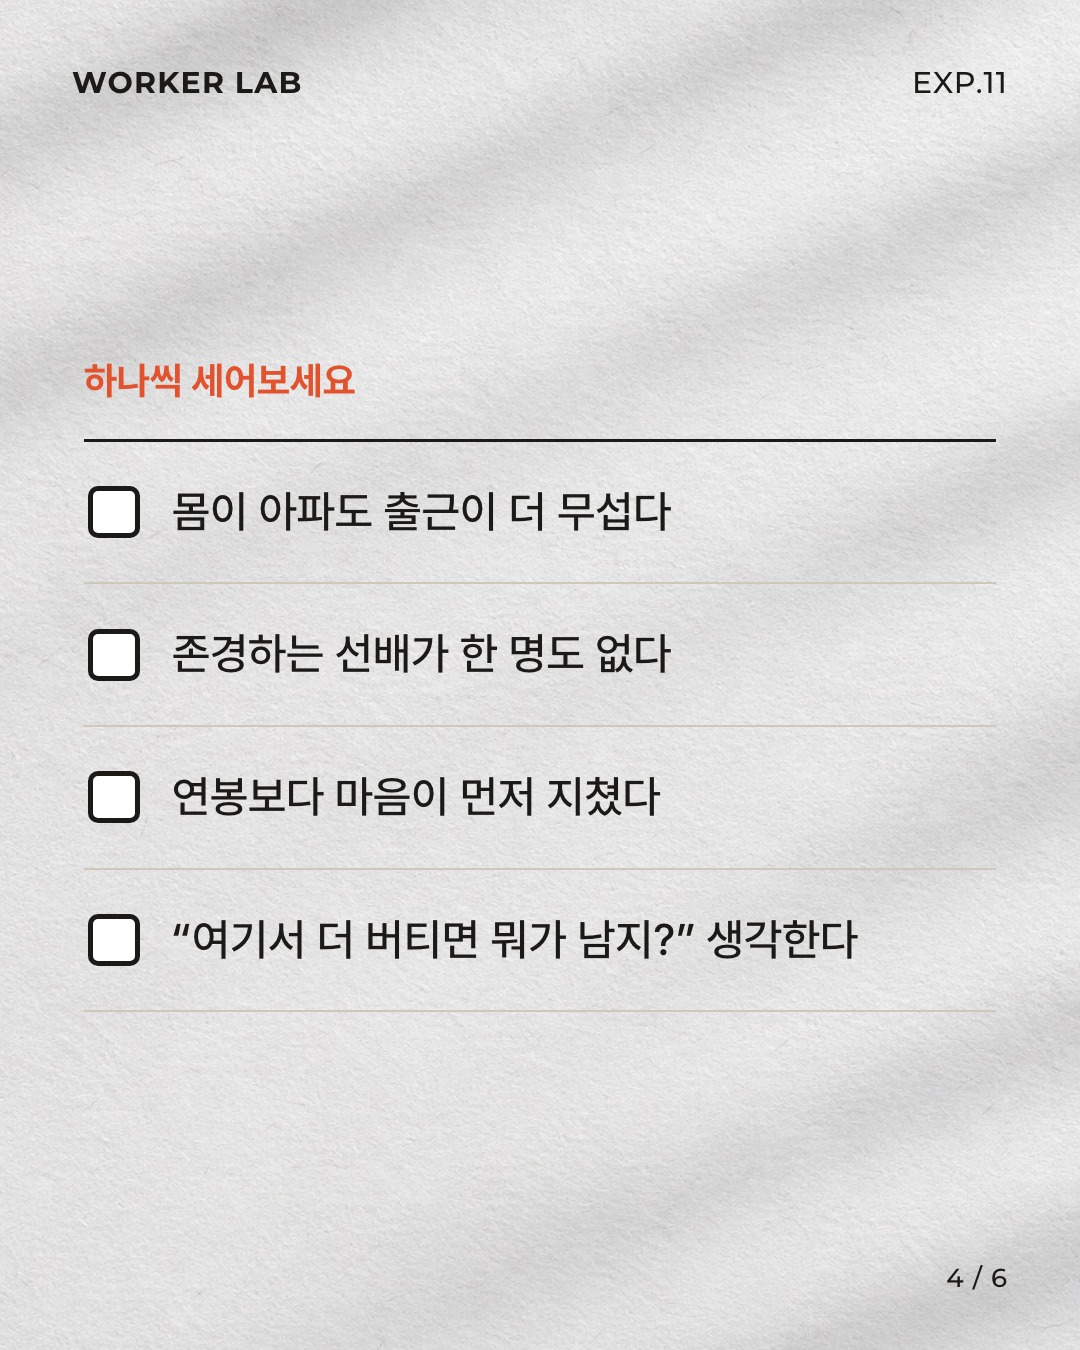 WORKER LAB
EXP.11
하나씩 세어보세요
몸이 아파도 출근이 더 무섭다
존경하는 선배가 한 명도 없다
연봉보다 마음이 먼저 지쳤다
“여기서 더 버티면 뭐가 남지?” 생각한다
4 / 6